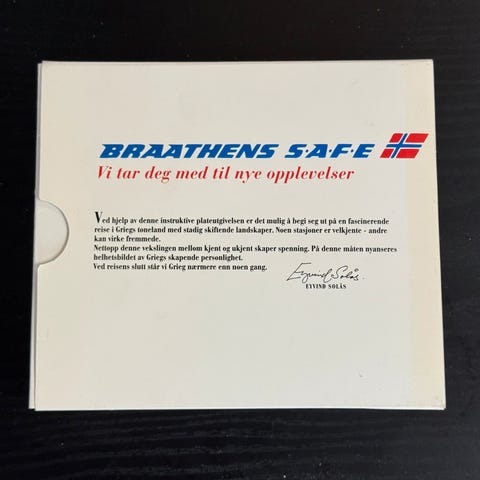 BRAATHENS S·A·F·E
Vi tar deg med til nye opplevelser
Ved hjelp av denne instruktive plateutgivelsen er det mulig å begi seg ut på en fascinerende
reise i Griegs toneland med stadig skiftende landskaper. Noen stasjoner er velkjente - andre
kan virke fremmede.
Nettopp denne vekslingen mellom kjent og ukjent skaper spenning. På denne måten nyanseres
helhetsbildet av Griegs skapende personlighet.
Ved reisens slutt står vi Grieg nærmere enn noen gang.
Eyvind Solås.
EYVIND SOLÅS